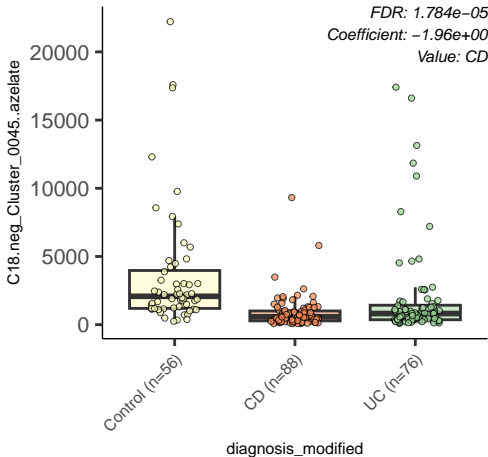 FDR: 1.784e−05
Coefficient: −1.96e+00
Value: CD
C18.neg_Cluster_0045..azelate
20000
15000
10000
5000
0
Control (n=56)
CD (n=88)
UC (n=76)
diagnosis_modified